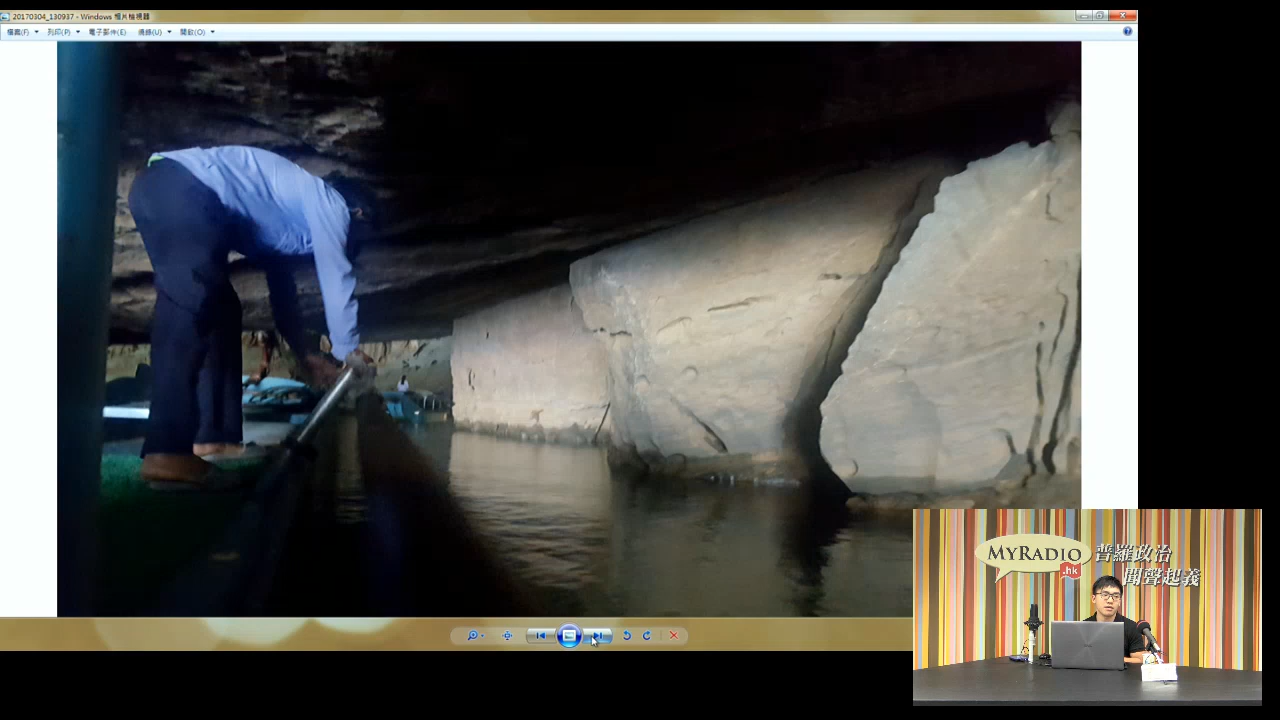 20170304_130937 - Windows 相片檢視器
檔案(F) 列印(P) 電子郵件(E) 燒錄(U) 開啟(O)
MYRADIO
.hk
普羅政治
聞聲起義